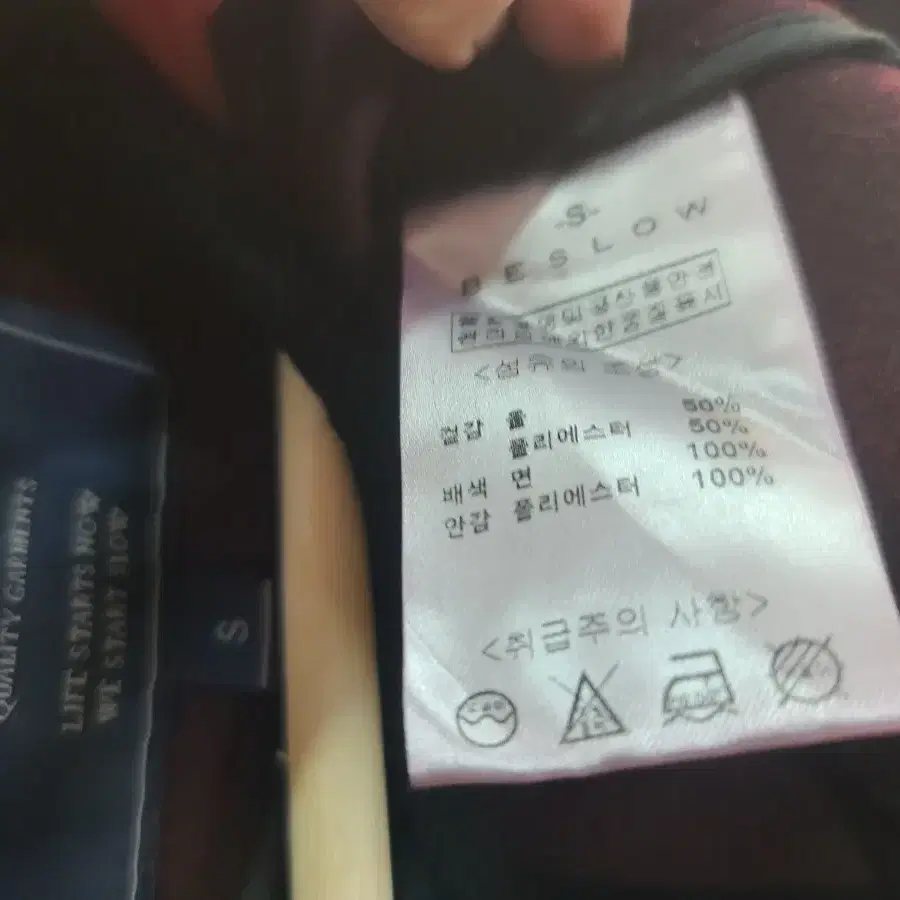 S
BESLOW
<섬유의 조성>
겉감 울 50%
폴리에스터 50%
배색 면 100%
안감 폴리에스터 100%
<취급주의 사항>
QUALITY GARMENTS
LIFE STARTS NOW
WE START NOW
S